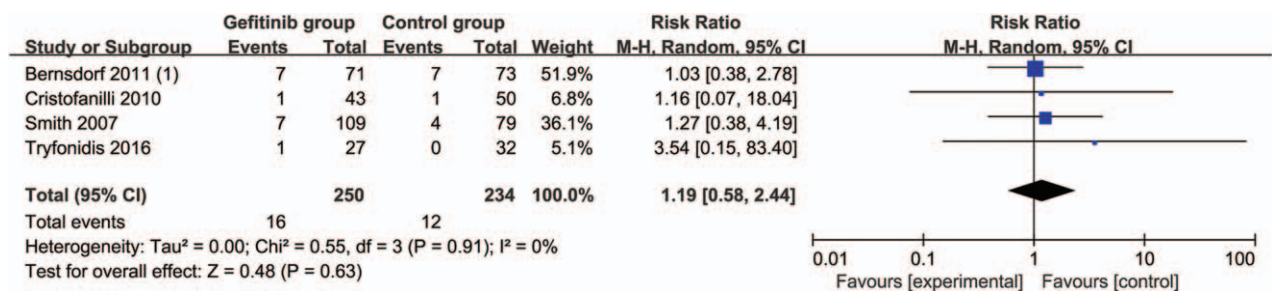 Gefitinib group Control group Risk Ratio Risk Ratio
Study or Subgroup Events Total Events Total Weight M-H, Random, 95% CI M-H, Random, 95% CI
Bernsdorf 2011 (1) 7 71 7 73 51.9% 1.03 [0.38, 2.78]
Cristofanilli 2010 1 43 1 50 6.8% 1.16 [0.07, 18.04]
Smith 2007 7 109 4 79 36.1% 1.27 [0.38, 4.19]
Tryfonidis 2016 1 27 0 32 5.1% 3.54 [0.15, 83.40]
Total (95% CI) 250 234 100.0% 1.19 [0.58, 2.44]
Total events 16 12
Heterogeneity: Tau² = 0.00; Chi² = 0.55, df = 3 (P = 0.91); I² = 0%
Test for overall effect: Z = 0.48 (P = 0.63)
0.01 0.1 1 10 100
Favours [experimental] Favours [control]